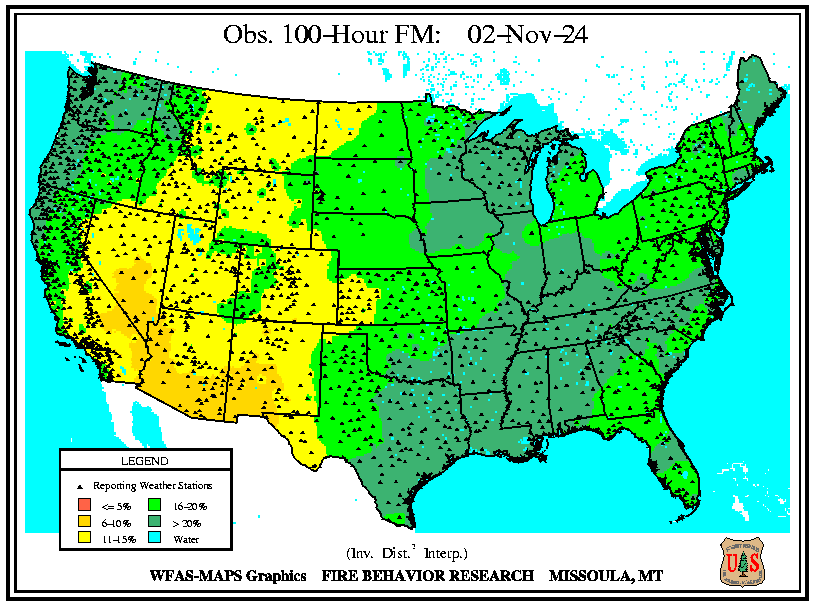 Obs. 100-Hour FM: 02-Nov-24
LEGEND
Reporting Weather Stations
<= 5% 16-20%
6-10% > 20%
11-15% Water
(Inv. Dist.² Interp.)
WFAS-MAPS Graphics FIRE BEHAVIOR RESEARCH MISSOULA, MT
U S